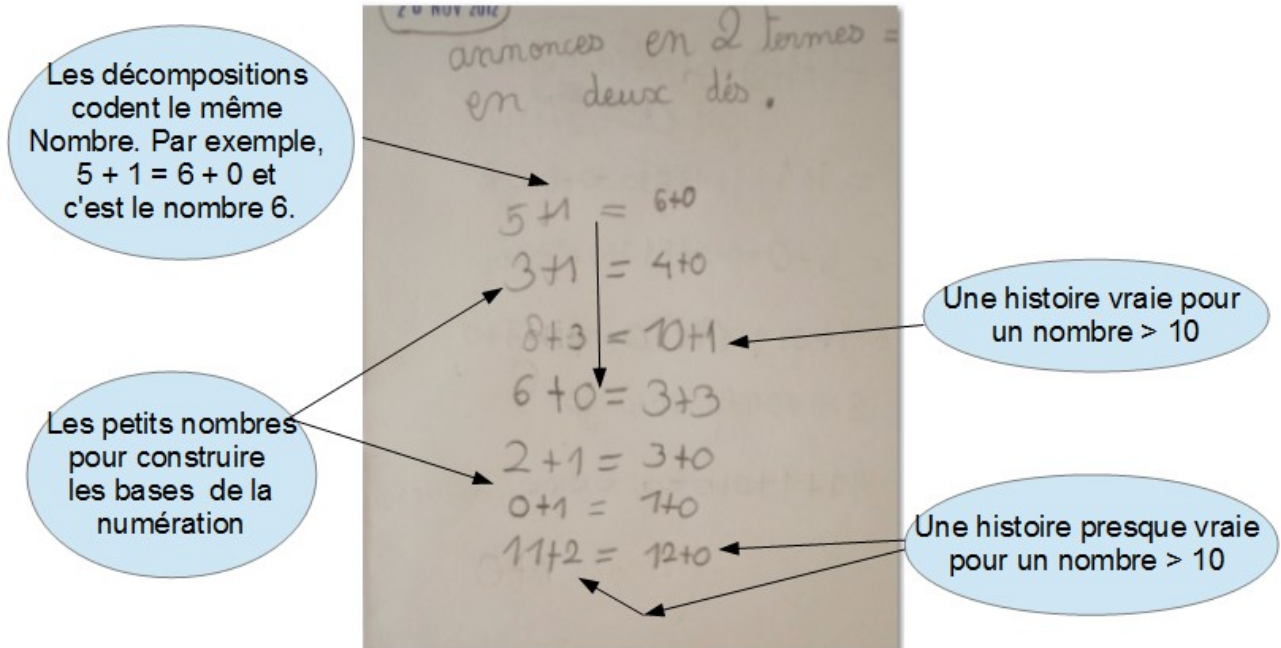 26 NOV 2012
annonces en 2 termes =
en deux dés.
Les décompositions
codent le même
Nombre. Par exemple,
5 + 1 = 6 + 0 et
c'est le nombre 6.
5+1 = 6+0
3+1 = 4+0
8+3 = 10+1
6+0 = 3+3
2+1 = 3+0
0+1 = 1+0
11+2 = 12+0
Une histoire vraie pour
un nombre > 10
Les petits nombres
pour construire
les bases de la
numération
Une histoire presque vraie
pour un nombre > 10